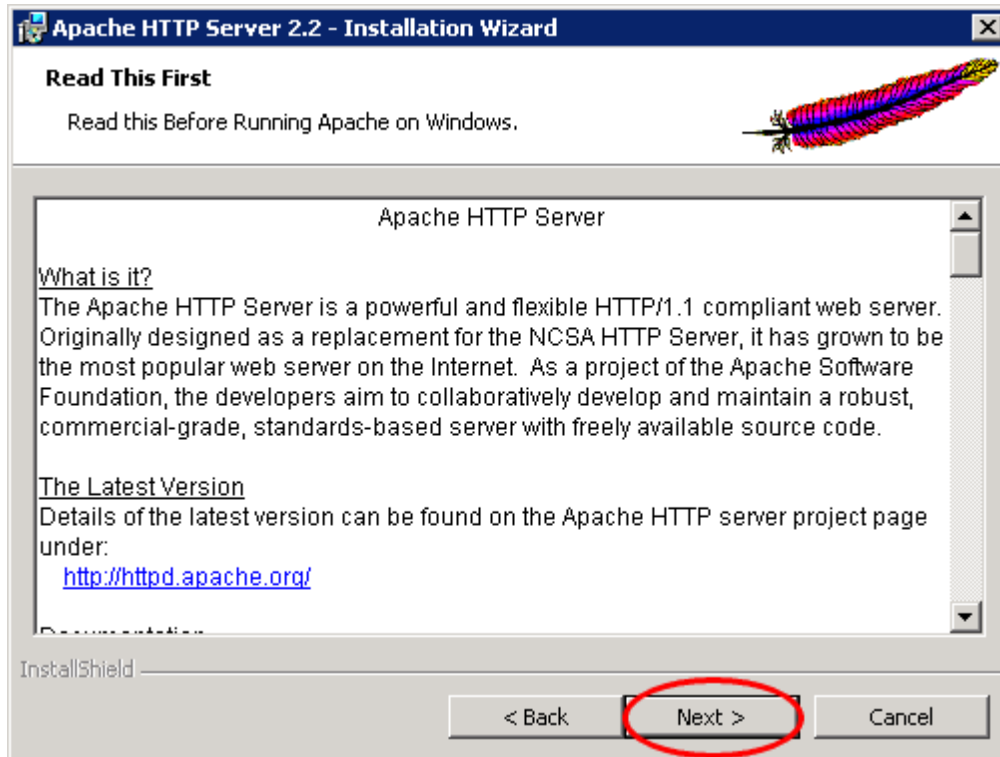 Apache HTTP Server 2.2 - Installation Wizard
Read This First
Read this Before Running Apache on Windows.
Apache HTTP Server
What is it?
The Apache HTTP Server is a powerful and flexible HTTP/1.1 compliant web server.
Originally designed as a replacement for the NCSA HTTP Server, it has grown to be
the most popular web server on the Internet.  As a project of the Apache Software
Foundation, the developers aim to collaboratively develop and maintain a robust,
commercial-grade, standards-based server with freely available source code.
The Latest Version
Details of the latest version can be found on the Apache HTTP server project page
under:
http://httpd.apache.org/
Documentation
InstallShield
< Back
Next >
Cancel